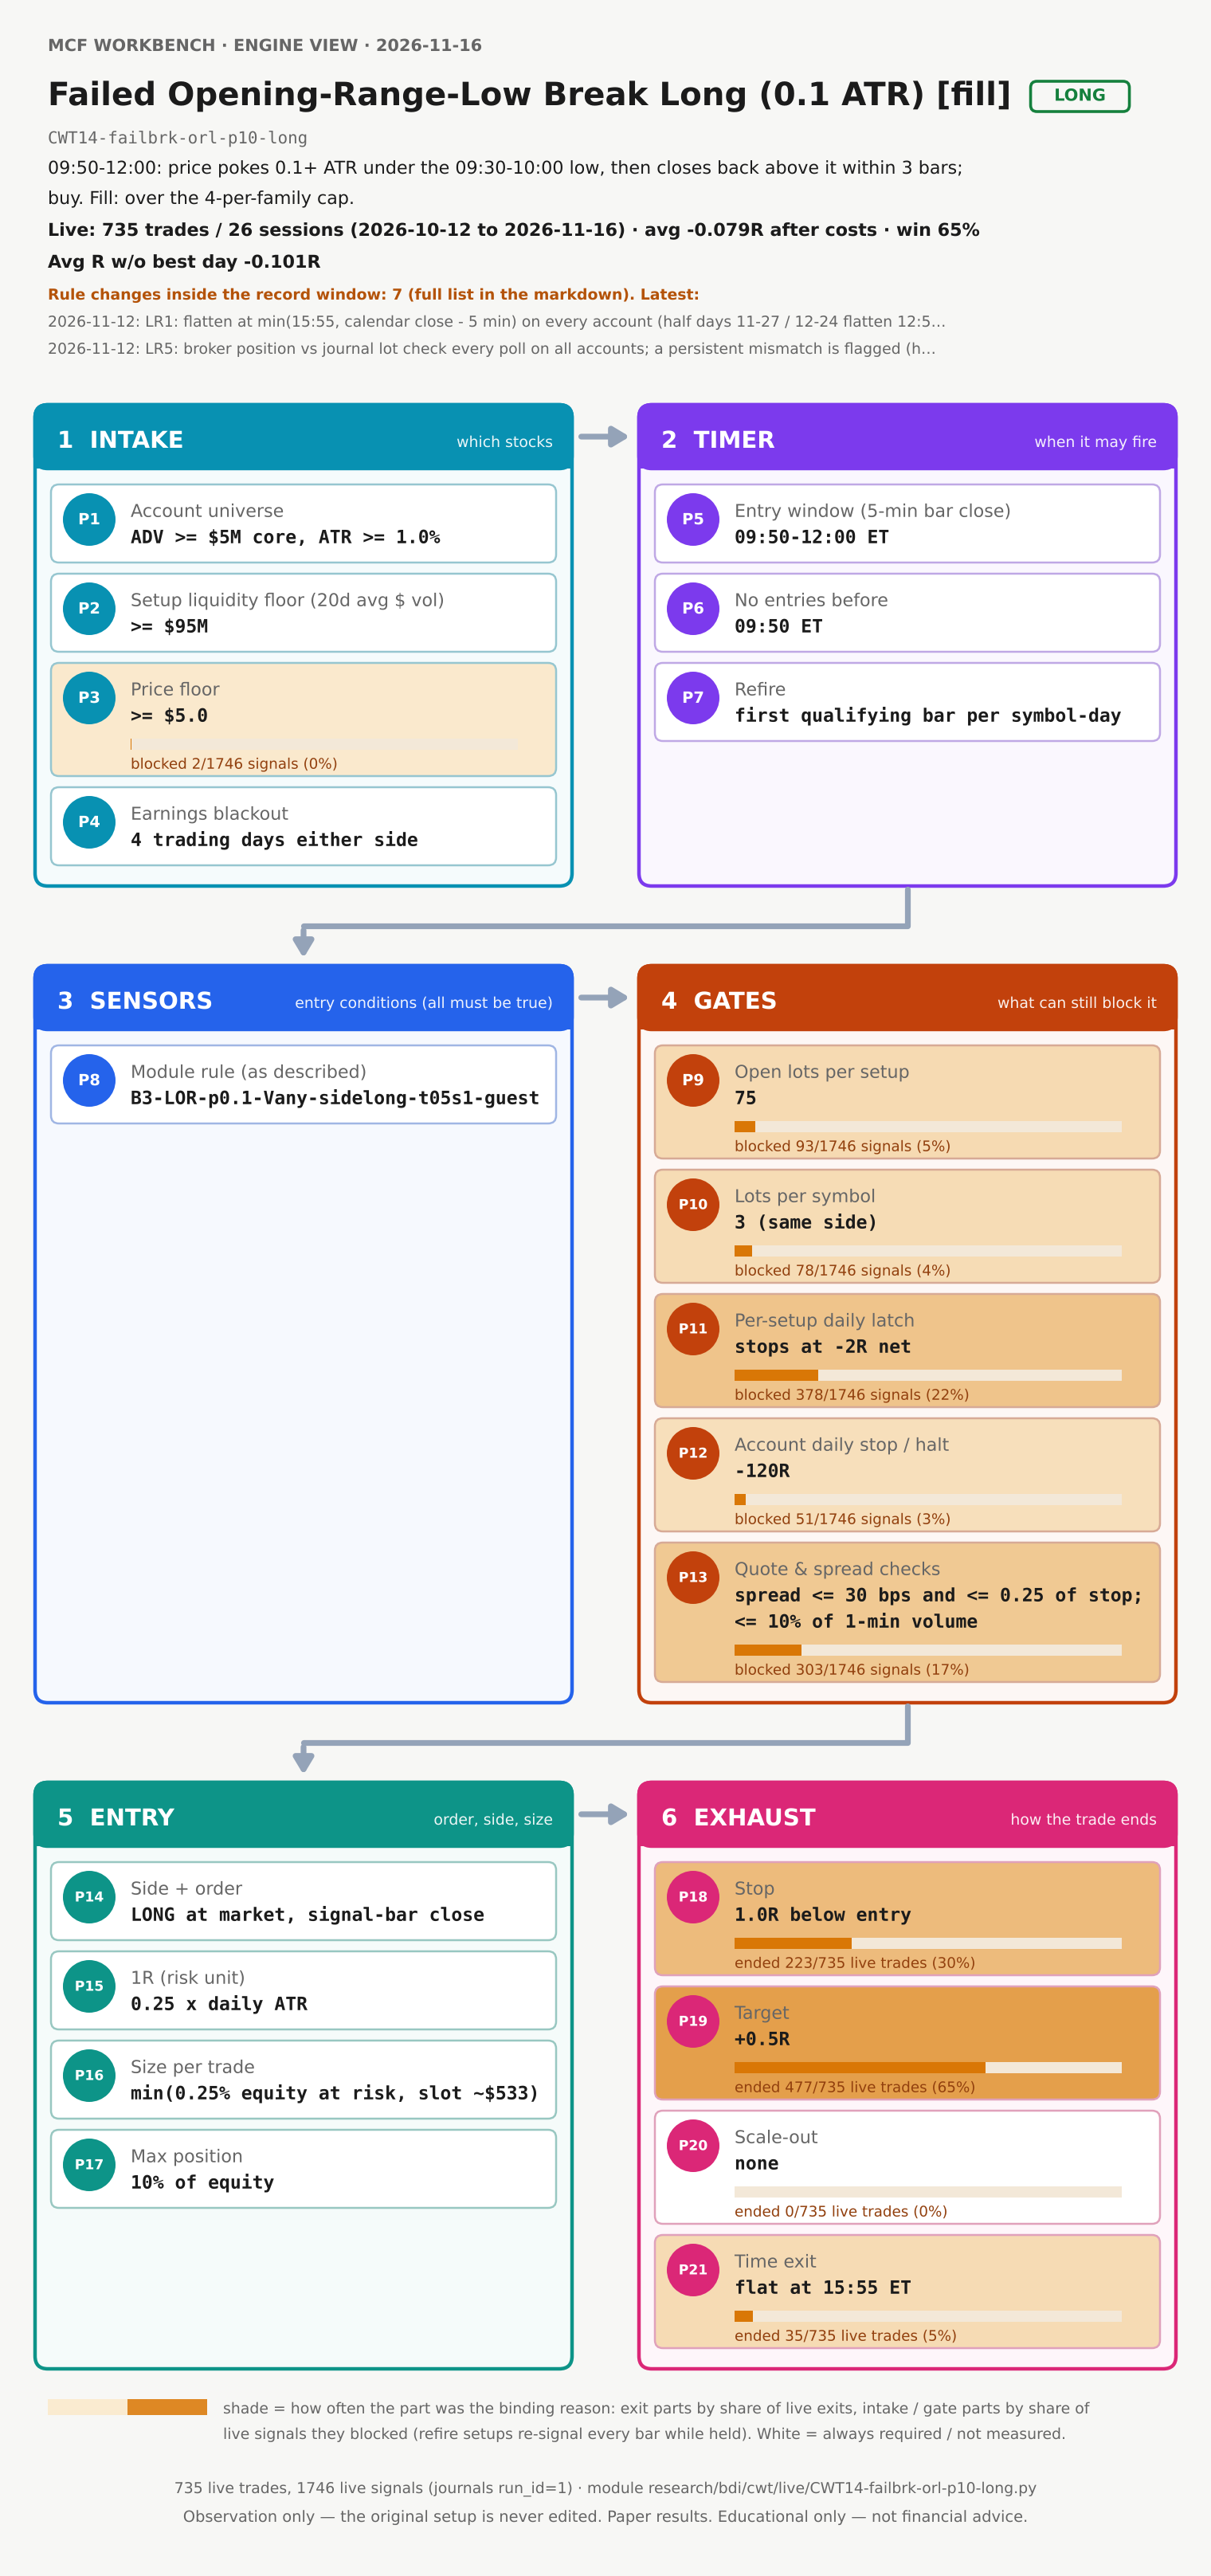 MCF WORKBENCH · ENGINE VIEW · 2026-11-16
Failed Opening-Range-Low Break Long (0.1 ATR) [fill] LONG
CWT14-failbrk-orl-p10-long
09:50-12:00: price pokes 0.1+ ATR under the 09:30-10:00 low, then closes back above it within 3 bars;
buy. Fill: over the 4-per-family cap.
Live: 735 trades / 26 sessions (2026-10-12 to 2026-11-16) · avg -0.079R after costs · win 65%
Avg R w/o best day -0.101R
Rule changes inside the record window: 7 (full list in the markdown). Latest:
2026-11-12: LR1: flatten at min(15:55, calendar close - 5 min) on every account (half days 11-27 / 12-24 flatten 12:5…
2026-11-12: LR5: broker position vs journal lot check every poll on all accounts; a persistent mismatch is flagged (h…
1 INTAKE which stocks
P1 Account universe
ADV >= $5M core, ATR >= 1.0%
P2 Setup liquidity floor (20d avg $ vol)
>= $95M
P3 Price floor
>= $5.0
blocked 2/1746 signals (0%)
P4 Earnings blackout
4 trading days either side
2 TIMER when it may fire
P5 Entry window (5-min bar close)
09:50-12:00 ET
P6 No entries before
09:50 ET
P7 Refire
first qualifying bar per symbol-day
3 SENSORS entry conditions (all must be true)
P8 Module rule (as described)
B3-LOR-p0.1-Vany-sidelong-t05s1-guest
4 GATES what can still block it
P9 Open lots per setup
75
blocked 93/1746 signals (5%)
P10 Lots per symbol
3 (same side)
blocked 78/1746 signals (4%)
P11 Per-setup daily latch
stops at -2R net
blocked 378/1746 signals (22%)
P12 Account daily stop / halt
-120R
blocked 51/1746 signals (3%)
P13 Quote & spread checks
spread <= 30 bps and <= 0.25 of stop;
<= 10% of 1-min volume
blocked 303/1746 signals (17%)
5 ENTRY order, side, size
P14 Side + order
LONG at market, signal-bar close
P15 1R (risk unit)
0.25 x daily ATR
P16 Size per trade
min(0.25% equity at risk, slot ~$533)
P17 Max position
10% of equity
6 EXHAUST how the trade ends
P18 Stop
1.0R below entry
ended 223/735 live trades (30%)
P19 Target
+0.5R
ended 477/735 live trades (65%)
P20 Scale-out
none
ended 0/735 live trades (0%)
P21 Time exit
flat at 15:55 ET
ended 35/735 live trades (5%)
shade = how often the part was the binding reason: exit parts by share of live exits, intake / gate parts by share of
live signals they blocked (refire setups re-signal every bar while held). White = always required / not measured.
735 live trades, 1746 live signals (journals run_id=1) · module research/bdi/cwt/live/CWT14-failbrk-orl-p10-long.py
Observation only — the original setup is never edited. Paper results. Educational only — not financial advice.